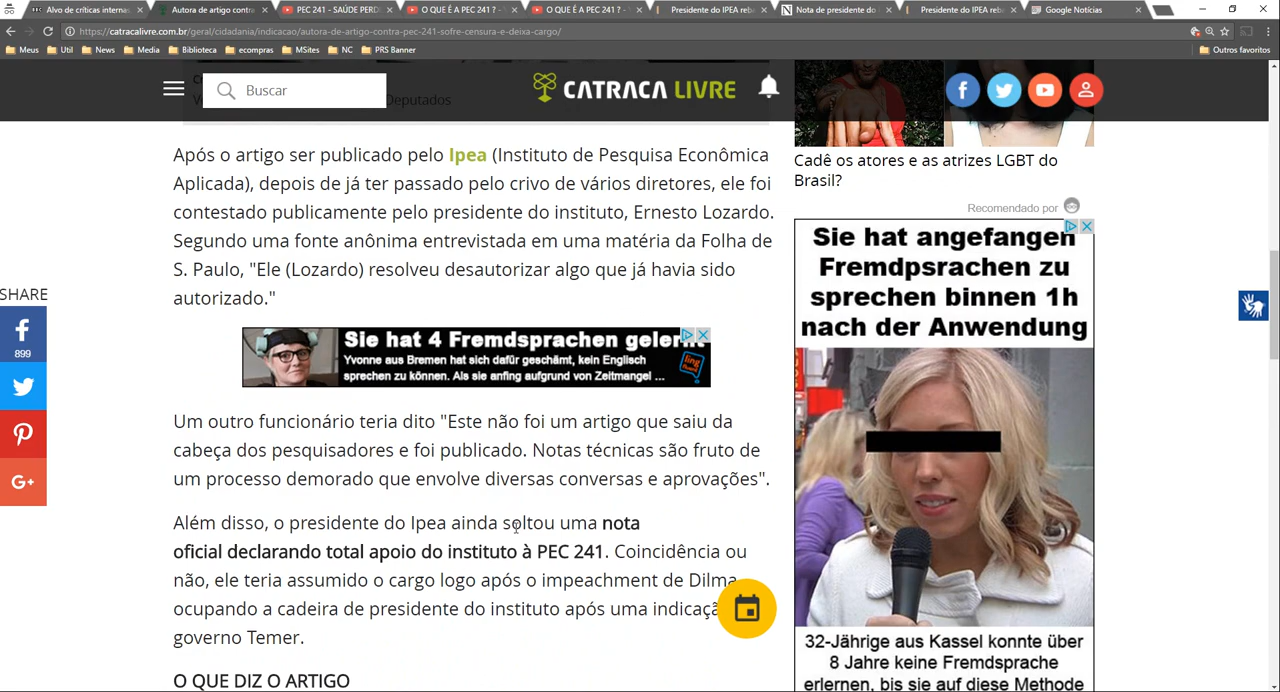 Alvo de críticas internas
Autora de artigo contra
PEC 241 - SAÚDE PERD
O QUE É A PEC 241 ? -
O QUE É A PEC 241 ? -
Presidente do IPEA reba
Nota de presidente do
Presidente do IPEA reba
Google Notícias
https://catracalivre.com.br/geral/cidadania/indicacao/autora-de-artigo-contra-pec-241-sofre-censura-e-deixa-cargo/
Meus
Util
News
Media
Biblioteca
ecompras
MSites
NC
PRS Banner
Outros favoritos
Buscar
Deputados
CATRACA LIVRE
Após o artigo ser publicado pelo Ipea (Instituto de Pesquisa Econômica
Aplicada), depois de já ter passado pelo crivo de vários diretores, ele foi
contestado publicamente pelo presidente do instituto, Ernesto Lozardo.
Segundo uma fonte anônima entrevistada em uma matéria da Folha de
S. Paulo, "Ele (Lozardo) resolveu desautorizar algo que já havia sido
autorizado."
SHARE
899
Sie hat 4 Fremdsprachen gelernt
Yvonne aus Bremen hat sich dafür geschämt, kein Englisch
sprechen zu können. Als sie anfing aufgrund von Zeitmangel ...
Um outro funcionário teria dito "Este não foi um artigo que saiu da
cabeça dos pesquisadores e foi publicado. Notas técnicas são fruto de
um processo demorado que envolve diversas conversas e aprovações".
Além disso, o presidente do Ipea ainda soltou uma nota
oficial declarando total apoio do instituto à PEC 241. Coincidência ou
não, ele teria assumido o cargo logo após o impeachment de Dilma
ocupando a cadeira de presidente do instituto após uma indicaçã
governo Temer.
O QUE DIZ O ARTIGO
Cadê os atores e as atrizes LGBT do
Brasil?
Recomendado por
Sie hat angefangen
Fremdpsrachen zu
sprechen binnen 1h
nach der Anwendung
32-Jährige aus Kassel konnte über
8 Jahre keine Fremdsprache
erlernen, bis sie auf diese Methode